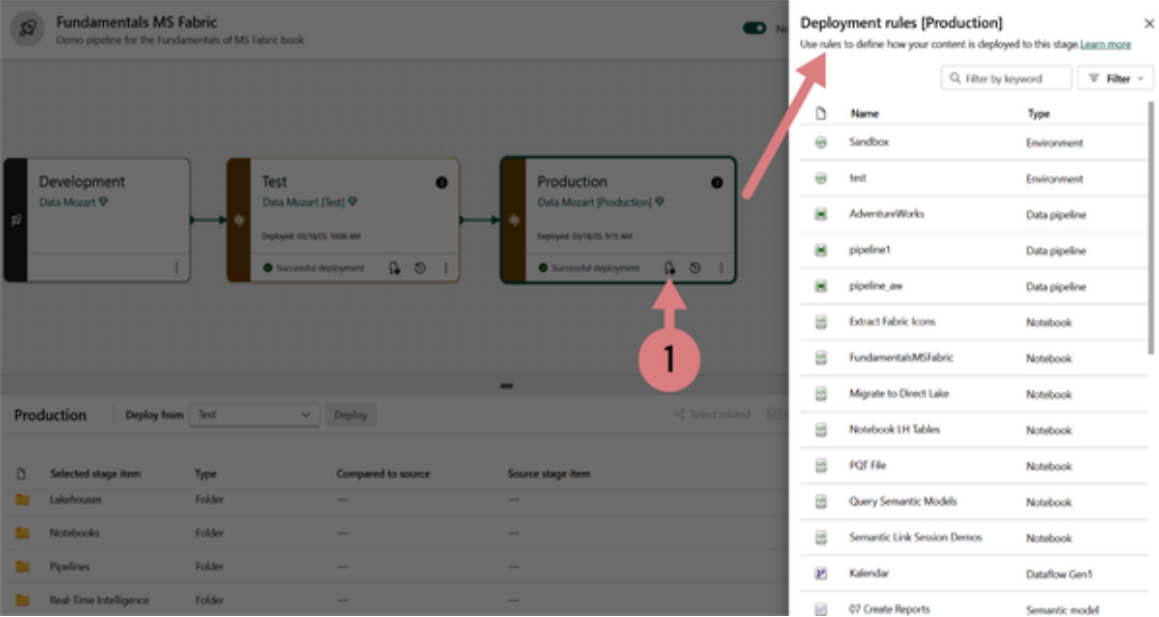 Fundamentals MS Fabric
Demo pipeline for the Fundamentals of MS Fabric book
Development
Data Mozart
Test
Data Mozart [Test]
Deployed: 03/18/25, 10:06 AM
Successful deployment
Production
Data Mozart [Production]
Deployed: 03/18/25, 9:15 AM
Successful deployment
1
Production
Deploy from
Test
Deploy
Select related
Selected stage item Type Compared to source Source stage item
Lakehouses Folder — —
Notebooks Folder — —
Pipelines Folder — —
Real-Time Intelligence Folder — —
Deployment rules [Production]
Use rules to define how your content is deployed to this stage. Learn more
Filter by keyword
Filter
Name Type
Sandbox Environment
test Environment
AdventureWorks Data pipeline
pipeline1 Data pipeline
pipeline_aw Data pipeline
Extract Fabric Icons Notebook
FundamentalsMSFabric Notebook
Migrate to Direct Lake Notebook
Notebook LH Tables Notebook
PQT File Notebook
Query Semantic Models Notebook
Semantic Link Session Demos Notebook
Kalendar Dataflow Gen1
07 Create Reports Semantic model